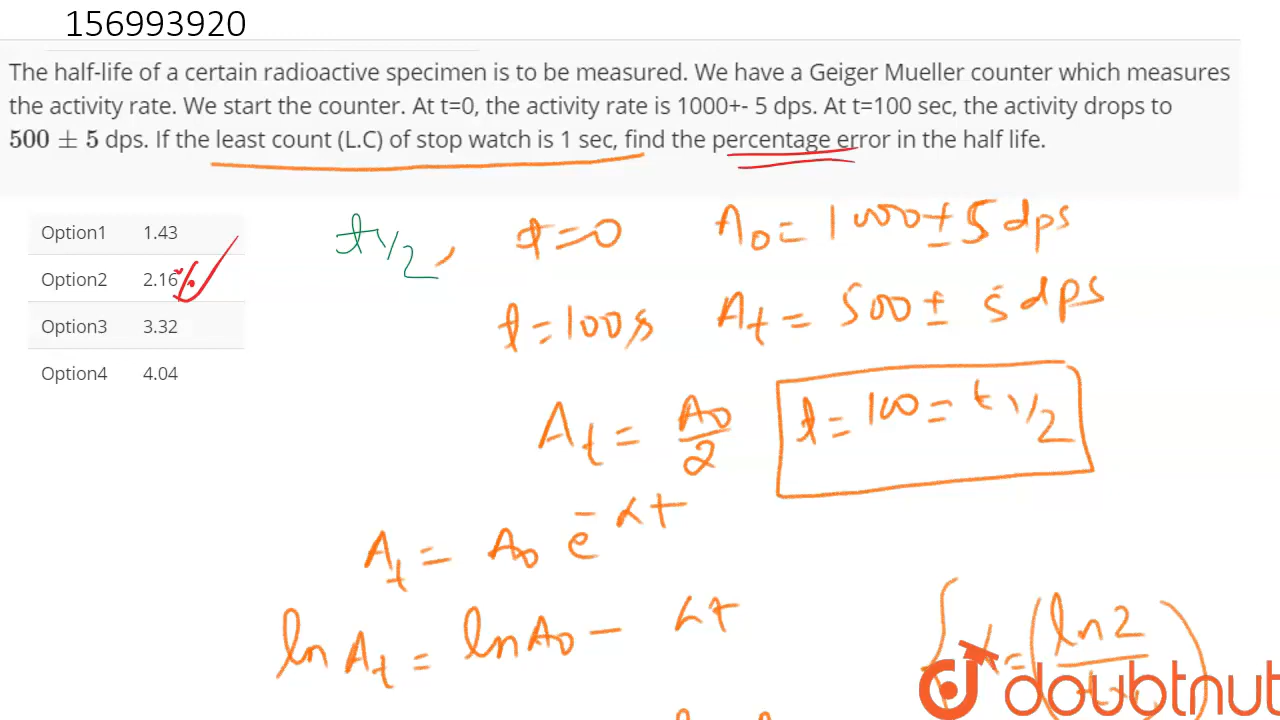 156993920
The half-life of a certain radioactive specimen is to be measured. We have a Geiger Mueller counter which measures
the activity rate. We start the counter. At t=0, the activity rate is 1000+- 5 dps. At t=100 sec, the activity drops to
500 ± 5 dps. If the least count (L.C) of stop watch is 1 sec, find the percentage error in the half life.
Option1 1.43
Option2 2.16%
Option3 3.32
Option4 4.04
t1/2, t=0 A0= 1000±5 dps
t=100s At= 500± 5 dps
At= A0/2
t= 100= t1/2
At= A0 e^-λt
ln At= lnA0 - λt
λ= (ln2
doubtnut